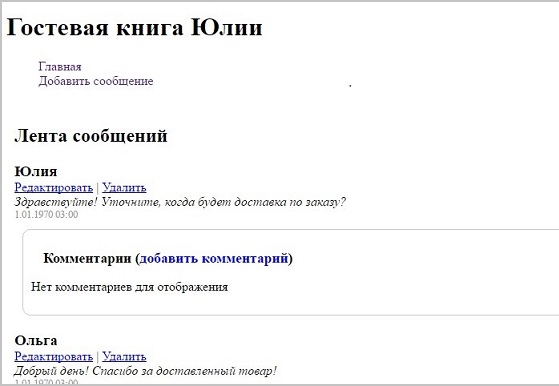 Гостевая книга Юлии
Главная
Добавить сообщение
Лента сообщений
Юлия
Редактировать | Удалить
Здравствуйте! Уточните, когда будет доставка по заказу?
1.01.1970 03:00
Комментарии (добавить комментарий)
Нет комментариев для отображения
Ольга
Редактировать | Удалить
Добрый день! Спасибо за доставленный товар!
1.01.1970 03:00